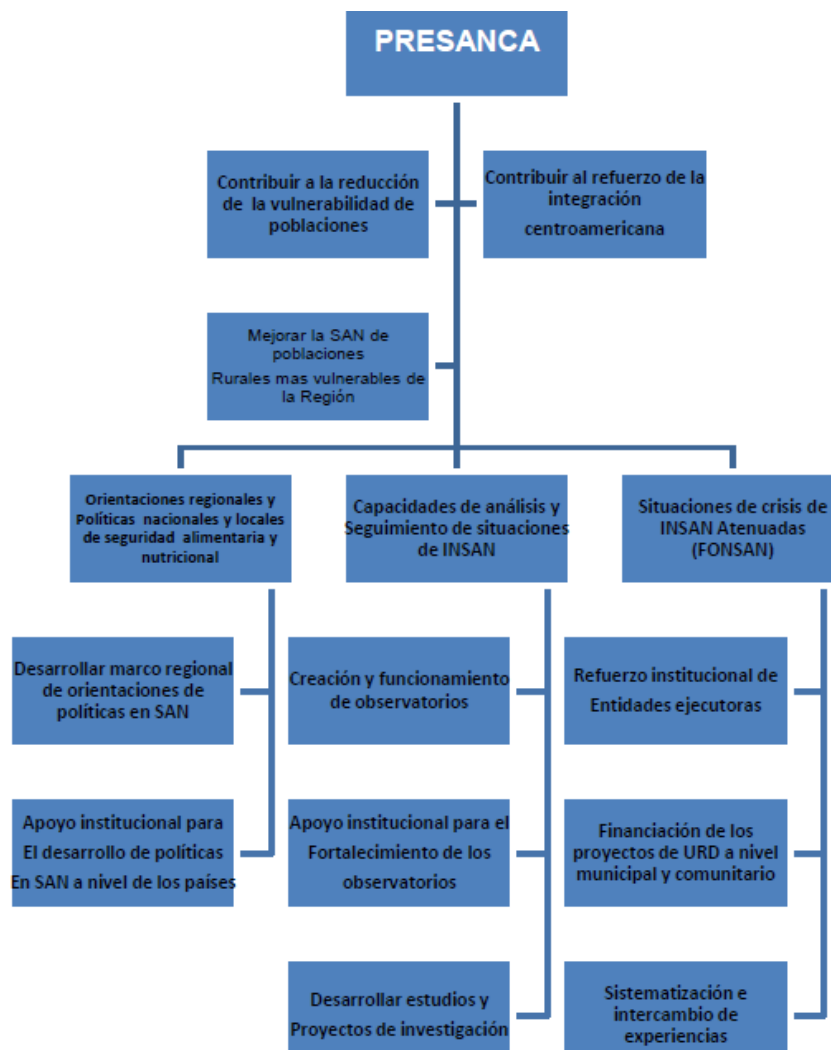 PRESANCA
Contribuir a la reducción
de la vulnerabilidad de
poblaciones
Contribuir al refuerzo de la
integración
centroamericana
Mejorar la SAN de
poblaciones
Rurales mas vulnerables de
la Región
Orientaciones regionales y
Políticas nacionales y locales
de seguridad alimentaria y
nutricional
Capacidades de análisis y
Seguimiento de situaciones
de INSAN
Situaciones de crisis de
INSAN Atenuadas
(FONSAN)
Desarrollar marco regional
de orientaciones de
políticas en SAN
Creación y funcionamiento
de observatorios
Refuerzo institucional de
Entidades ejecutoras
Apoyo institucional para
El desarrollo de políticas
En SAN a nivel de los países
Apoyo institucional para el
Fortalecimiento de los
observatorios
Financiación de los
proyectos de URD a nivel
municipal y comunitario
Desarrollar estudios y
Proyectos de investigación
Sistematización e
intercambio de
experiencias